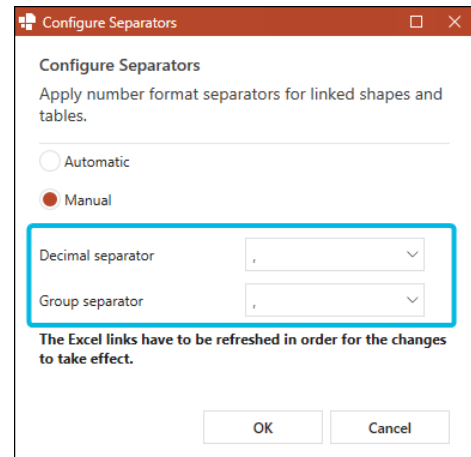 Configure Separators
Configure Separators
Apply number format separators for linked shapes and
tables.
Automatic
Manual
Decimal separator ,
Group separator ,
The Excel links have to be refreshed in order for the changes
to take effect.
OK Cancel